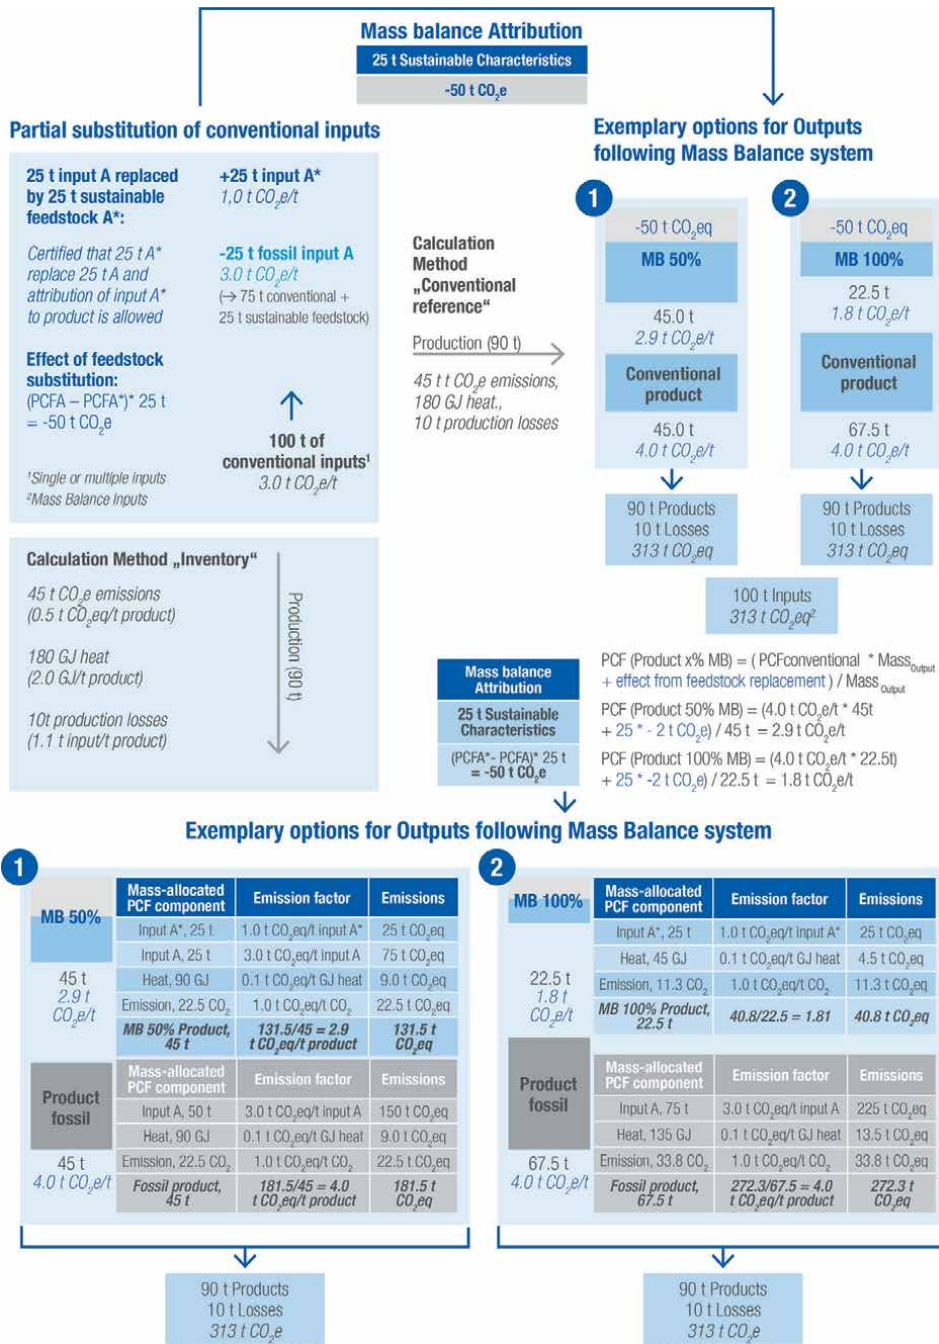 Mass balance Attribution
25 t Sustainable Characteristics
-50 t CO₂e
Partial substitution of conventional inputs
25 t input A replaced
by 25 t sustainable
feedstock A*:
Certified that 25 t A*
replace 25 t A and
attribution of input A*
to product is allowed
Effect of feedstock
substitution:
(PCFA – PCFA*)* 25 t
= -50 t CO₂e
¹Single or multiple inputs
²Mass Balance Inputs
+25 t input A*
1,0 t CO₂e/t
-25 t fossil input A
3.0 t CO₂e/t
(→ 75 t conventional +
25 t sustainable feedstock)
100 t of
conventional inputs¹
3.0 t CO₂e/t
Calculation Method „Inventory“
45 t CO₂e emissions
(0.5 t CO₂eq/t product)
180 GJ heat
(2.0 GJ/t product)
10t production losses
(1.1 t input/t product)
Production (90 t)
Calculation
Method
„Conventional
reference“
Production (90 t)
45 t t CO₂e emissions,
180 GJ heat.,
10 t production losses
Exemplary options for Outputs
following Mass Balance system
1
-50 t CO₂eq
MB 50%
45.0 t
2.9 t CO₂e/t
Conventional
product
45.0 t
4.0 t CO₂e/t
90 t Products
10 t Losses
313 t CO₂eq
2
-50 t CO₂eq
MB 100%
22.5 t
1.8 t CO₂e/t
Conventional
product
67.5 t
4.0 t CO₂e/t
90 t Products
10 t Losses
313 t CO₂eq
100 t Inputs
313 t CO₂eq²
Mass balance
Attribution
25 t Sustainable
Characteristics
(PCFA*- PCFA)* 25 t
= -50 t CO₂e
PCF (Product x% MB) = ( PCFconventional * Mass Output
+ effect from feedstock replacement ) / Mass Output
PCF (Product 50% MB) = (4.0 t CO₂e/t * 45t
+ 25 * - 2 t CO₂e) / 45 t = 2.9 t CO₂e/t
PCF (Product 100% MB) = (4.0 t CO₂e/t * 22.5t)
+ 25 * -2 t CO₂e) / 22.5 t = 1.8 t CO₂e/t
Exemplary options for Outputs following Mass Balance system
1
MB 50%
45 t
2.9 t
CO₂e/t
Mass-allocated PCF component Emission factor Emissions
Input A*, 25 t 1.0 t CO₂eq/t input A* 25 t CO₂eq
Input A, 25 t 3.0 t CO₂eq/t input A 75 t CO₂eq
Heat, 90 GJ 0.1 t CO₂eq/t GJ heat 9.0 t CO₂eq
Emission, 22.5 CO₂ 1.0 t CO₂eq/t CO₂ 22.5 t CO₂eq
MB 50% Product, 45 t 131.5/45 = 2.9 t CO₂eq/t product 131.5 t CO₂eq
Product
fossil
45 t
4.0 t CO₂e/t
Mass-allocated PCF component Emission factor Emissions
Input A, 50 t 3.0 t CO₂eq/t input A 150 t CO₂eq
Heat, 90 GJ 0.1 t CO₂eq/t GJ heat 9.0 t CO₂eq
Emission, 22.5 CO₂ 1.0 t CO₂eq/t CO₂ 22.5 t CO₂eq
Fossil product, 45 t 181.5/45 = 4.0 t CO₂eq/t product 181.5 t CO₂eq
90 t Products
10 t Losses
313 t CO₂e
2
MB 100%
22.5 t
1.8 t
CO₂e/t
Mass-allocated PCF component Emission factor Emissions
Input A*, 25 t 1.0 t CO₂eq/t input A* 25 t CO₂eq
Heat, 45 GJ 0.1 t CO₂eq/t GJ heat 4.5 t CO₂eq
Emission, 11.3 CO₂ 1.0 t CO₂eq/t CO₂ 11.3 t CO₂eq
MB 100% Product, 22.5 t 40.8/22.5 = 1.81 40.8 t CO₂eq
Product
fossil
67.5 t
4.0 t CO₂e/t
Mass-allocated PCF component Emission factor Emissions
Input A, 75 t 3.0 t CO₂eq/t input A 225 t CO₂eq
Heat, 135 GJ 0.1 t CO₂eq/t GJ heat 13.5 t CO₂eq
Emission, 33.8 CO₂ 1.0 t CO₂eq/t CO₂ 33.8 t CO₂eq
Fossil product, 67.5 t 272.3/67.5 = 4.0 t CO₂eq/t product 272.3 t CO₂eq
90 t Products
10 t Losses
313 t CO₂e